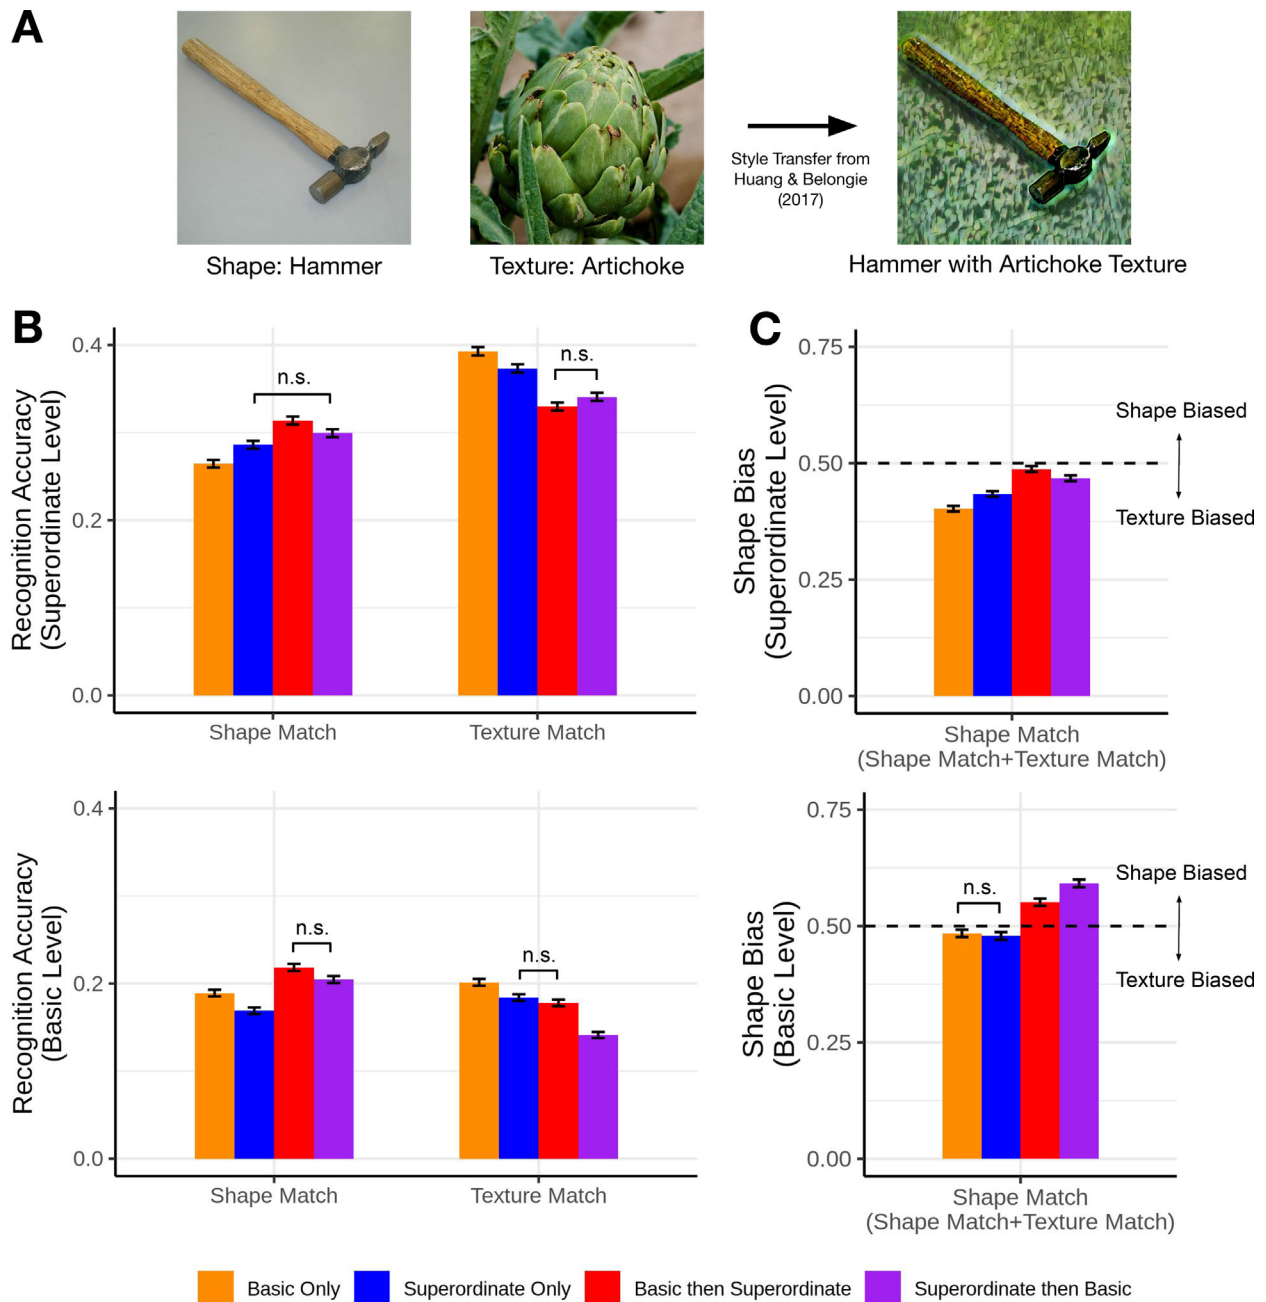 A
Style Transfer from
Huang & Belongie
(2017)
Shape: Hammer
Texture: Artichoke
Hammer with Artichoke Texture
B
Recognition Accuracy
(Superordinate Level)
0.4
0.2
0.0
n.s.
n.s.
Shape Match
Texture Match
C
Shape Bias
(Superordinate Level)
0.75
0.50
0.25
0.00
Shape Biased
Texture Biased
Shape Match
(Shape Match+Texture Match)
Recognition Accuracy
(Basic Level)
0.4
0.2
0.0
n.s.
n.s.
Shape Match
Texture Match
Shape Bias
(Basic Level)
0.75
0.50
0.25
0.00
n.s.
Shape Biased
Texture Biased
Shape Match
(Shape Match+Texture Match)
Basic Only
Superordinate Only
Basic then Superordinate
Superordinate then Basic